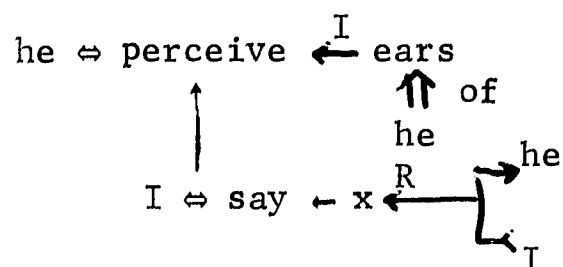 I
he ⇔ perceive ← ears
⇑ of
he
he
I ⇔ say ← x ← R
I